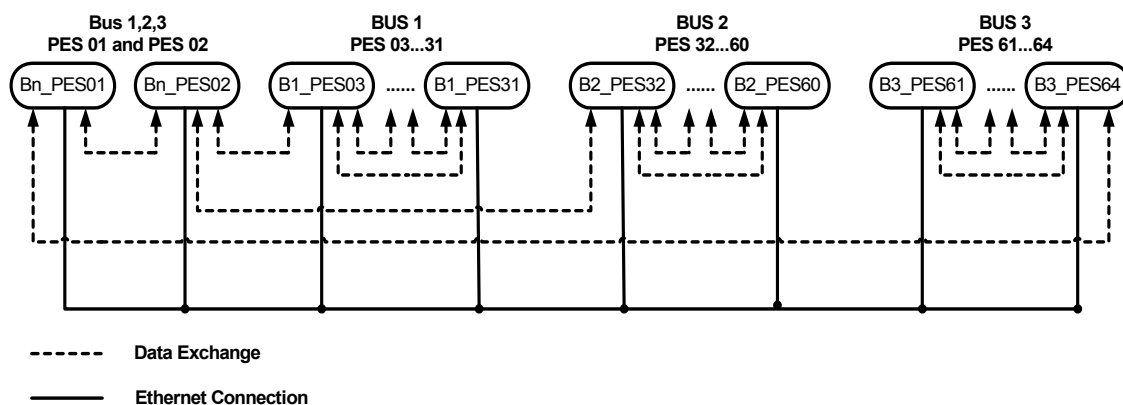 Bus 1,2,3
PES 01 and PES 02
BUS 1
PES 03...31
BUS 2
PES 32...60
BUS 3
PES 61...64
Bn_PES01
Bn_PES02
B1_PES03
......
B1_PES31
B2_PES32
......
B2_PES60
B3_PES61
......
B3_PES64
Data Exchange
Ethernet Connection